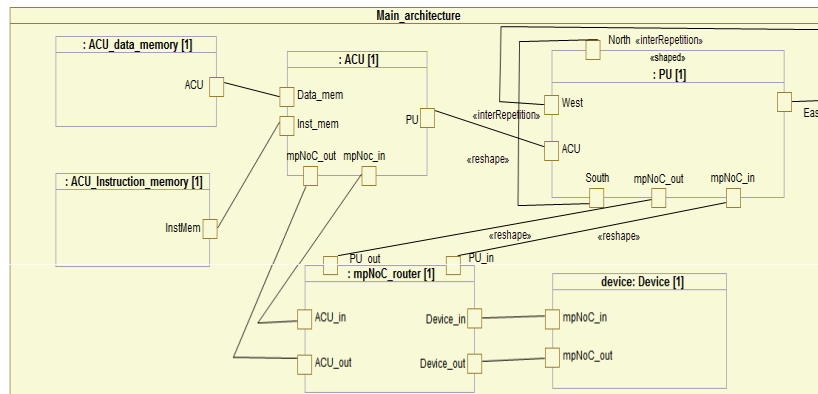 Main_architecture
: ACU_data_memory [1]
ACU
: ACU [1]
Data_mem
Inst_mem
PU
mpNoC_out
mpNoc_in
: ACU_Instruction_memory [1]
InstMem
North «interRepetition»
«shaped»
: PU [1]
West
«interRepetition»
ACU
«reshape»
South
mpNoC_out
mpNoC_in
Eas
«reshape»
«reshape»
PU_out
PU_in
: mpNoC_router [1]
ACU_in
ACU_out
Device_in
Device_out
device: Device [1]
mpNoC_in
mpNoC_out